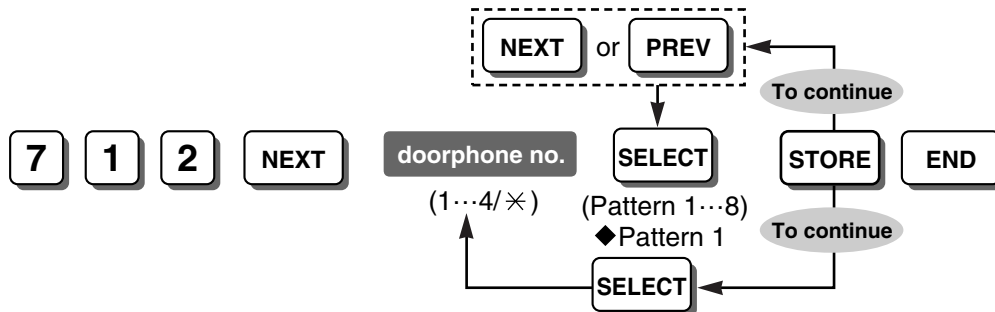 NEXT or PREV
To continue
7 1 2 NEXT doorphone no. SELECT STORE END
(1⋯4/✳) (Pattern 1⋯8)
◆Pattern 1
To continue
SELECT